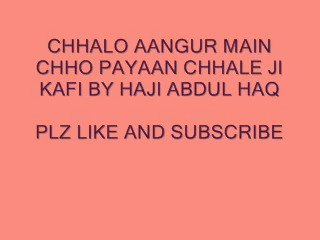 CHHALO AANGUR MAIN
CHHO PAYAAN CHHALE JI
KAFI BY HAJI ABDUL HAQ
PLZ LIKE AND SUBSCRIBE